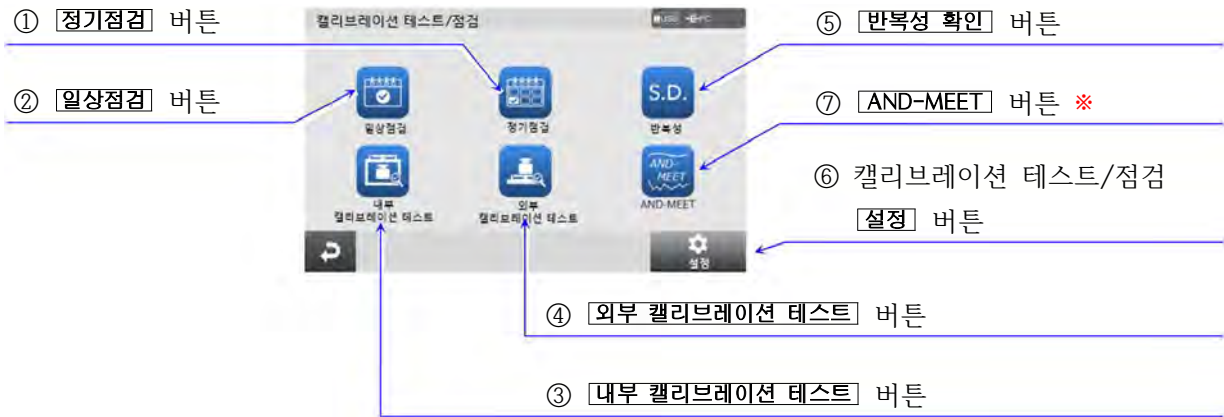 ① 정기점검 버튼
② 일상점검 버튼
캘리브레이션 테스트/점검
USB
PC
일상점검
정기점검
S.D.
반복성
내부
캘리브레이션 테스트
외부
캘리브레이션 테스트
AND-
MEET
AND-MEET
설정
⑤ 반복성 확인 버튼
⑦ AND-MEET 버튼 ※
⑥ 캘리브레이션 테스트/점검
설정 버튼
④ 외부 캘리브레이션 테스트 버튼
③ 내부 캘리브레이션 테스트 버튼